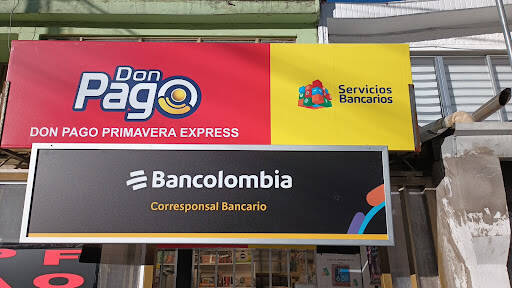 Don
Pago
DON PAGO PRIMAVERA EXPRESS
Servicios
Bancarios
Bancolombia
Corresponsal Bancario